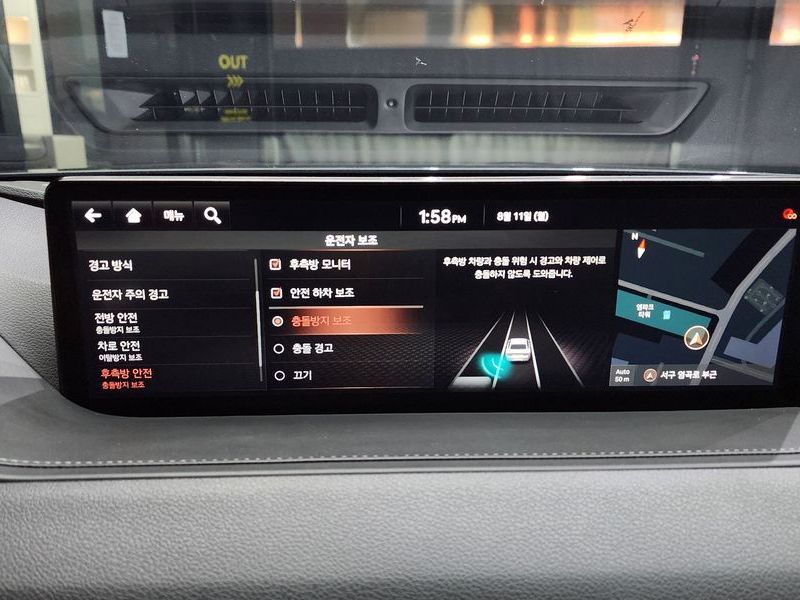 OUT
메뉴
1:58PM
8월 11일 (월)
운전자 보조
경고 방식
운전자 주의 경고
전방 안전
충돌방지 보조
차로 안전
이탈방지 보조
후측방 안전
충돌방지 보조
후측방 모니터
안전 하차 보조
충돌방지 보조
충돌 경고
끄기
후측방 차량과 충돌 위험 시 경고와 차량 제어로
충돌하지 않도록 도와줍니다.
N
엠파크
타워
Auto
50 m
서구 염곡로 부근